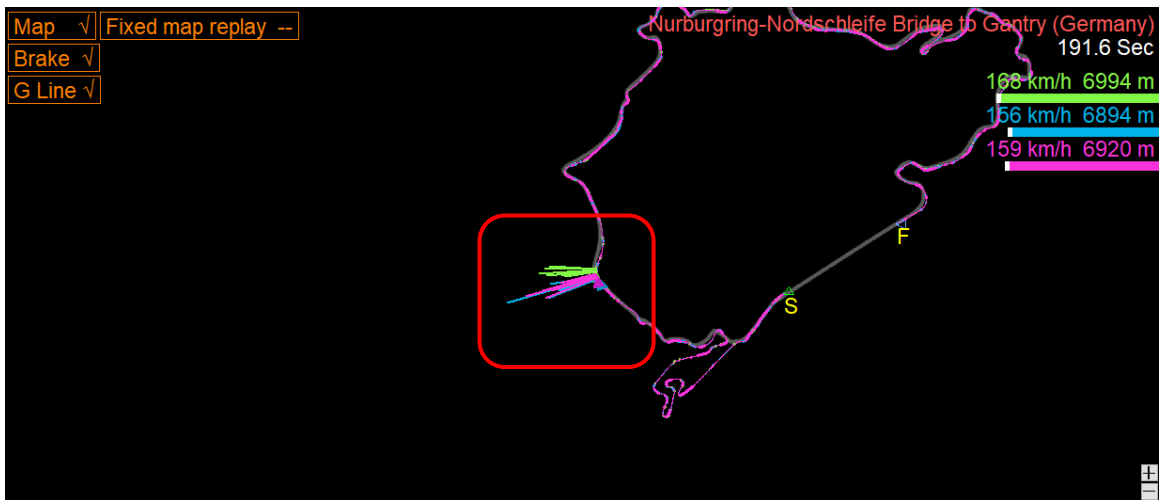 Map √ Fixed map replay --
Brake √
G Line √
Nurburgring-Nordschleife Bridge to Gantry (Germany)
191.6 Sec
168 km/h 6994 m
156 km/h 6894 m
159 km/h 6920 m
F
S
+
−